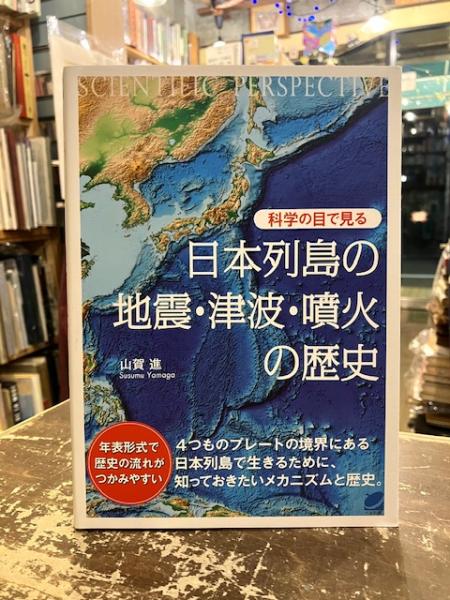 SCIENTIFIC PERSPECTIVE
科学の目で見る
日本列島の
地震・津波・噴火
の歴史
山賀 進
Susumu Yamaga
年表形式で
歴史の流れが
つかみやすい
4つものプレートの境界にある
日本列島で生きるために、
知っておきたいメカニズムと歴史。